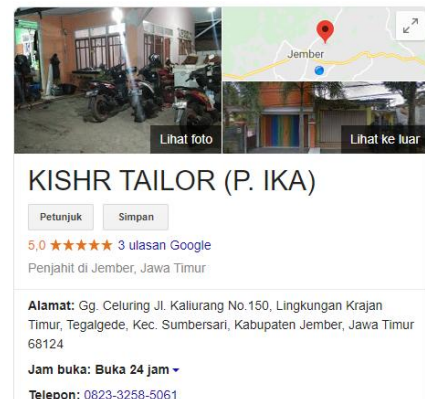 Jember
Lihat foto
Lihat ke luar
KISHR TAILOR (P. IKA)
Petunjuk Simpan
5,0 ★★★★★ 3 ulasan Google
Penjahit di Jember, Jawa Timur
Alamat: Gg. Celuring Jl. Kaliurang No.150, Lingkungan Krajan
Timur, Tegalgede, Kec. Sumbersari, Kabupaten Jember, Jawa Timur
68124
Jam buka: Buka 24 jam
Telepon: 0823-3258-5061